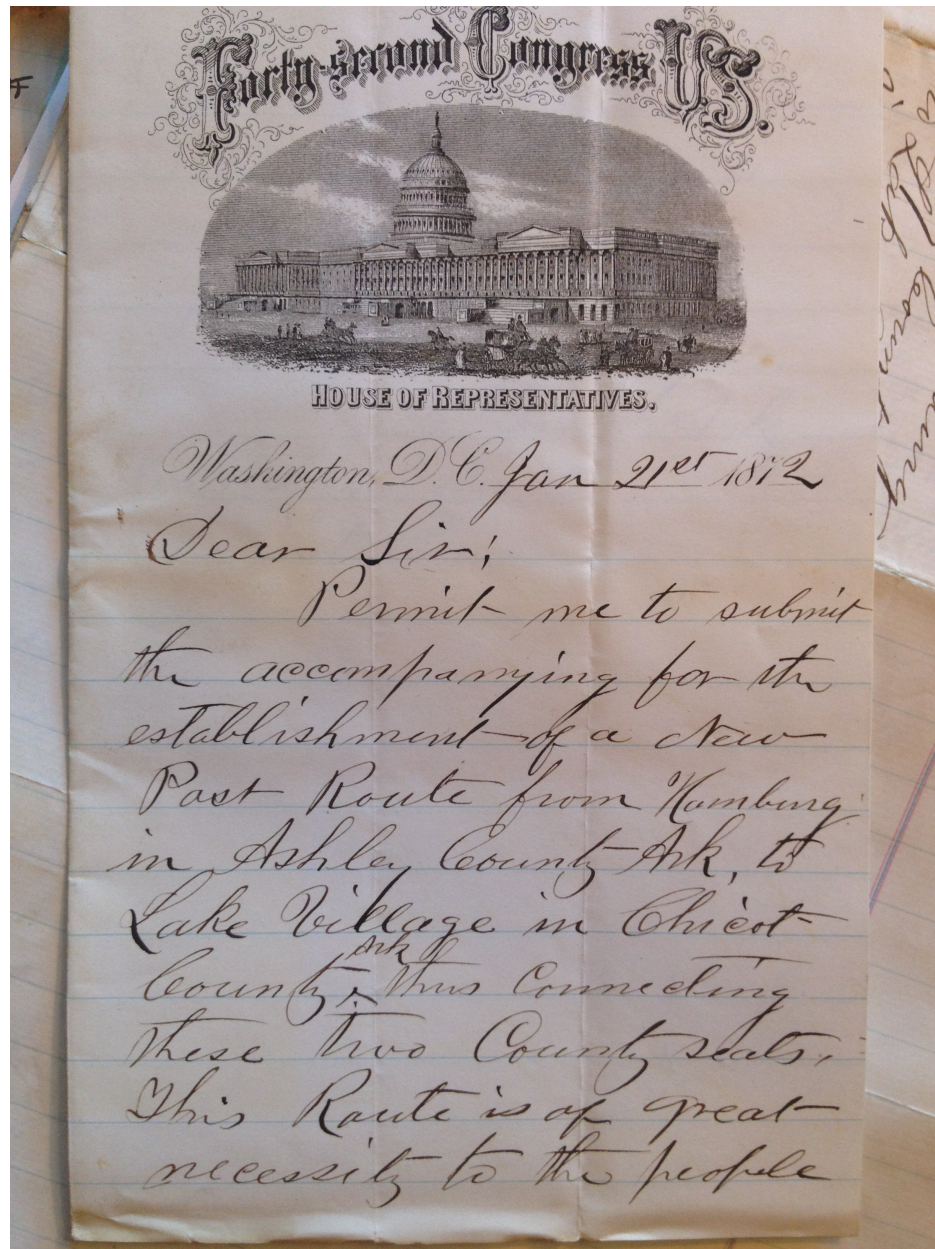 Forty-second Congress U.S.
HOUSE OF REPRESENTATIVES.
Washington, D.C. Jan 21st 1872
Dear Sir;
Permit me to submit
the accompanying for the
establishment of a New
Post Route from Hamburg
in Ashley County Ark, to
Lake Village in Chicot
County ^Ark thus Connecting
these two County seats.
This Route is of great
necessity to the people